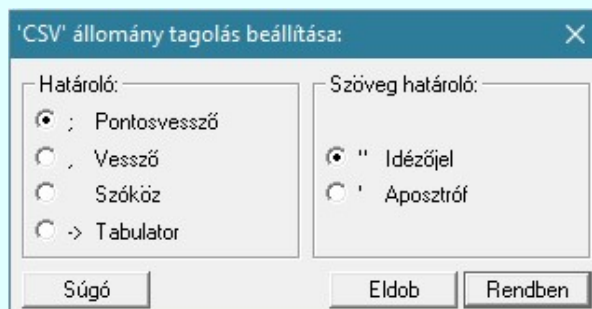 'CSV' állomány tagolás beállítása:
Határoló:
; Pontosvessző
, Vessző
Szóköz
-> Tabulator
Szöveg határoló:
" Idézőjel
' Aposztróf
Súgó
Eldob
Rendben